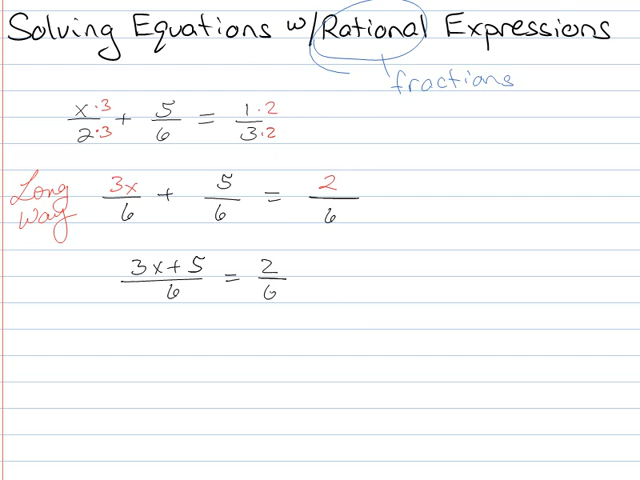 Solving Equations w/ Rational Expressions
fractions
x·3/2·3 + 5/6 = 1·2/3·2
Long Way 3x/6 + 5/6 = 2/6
3x+5/6 = 2/6